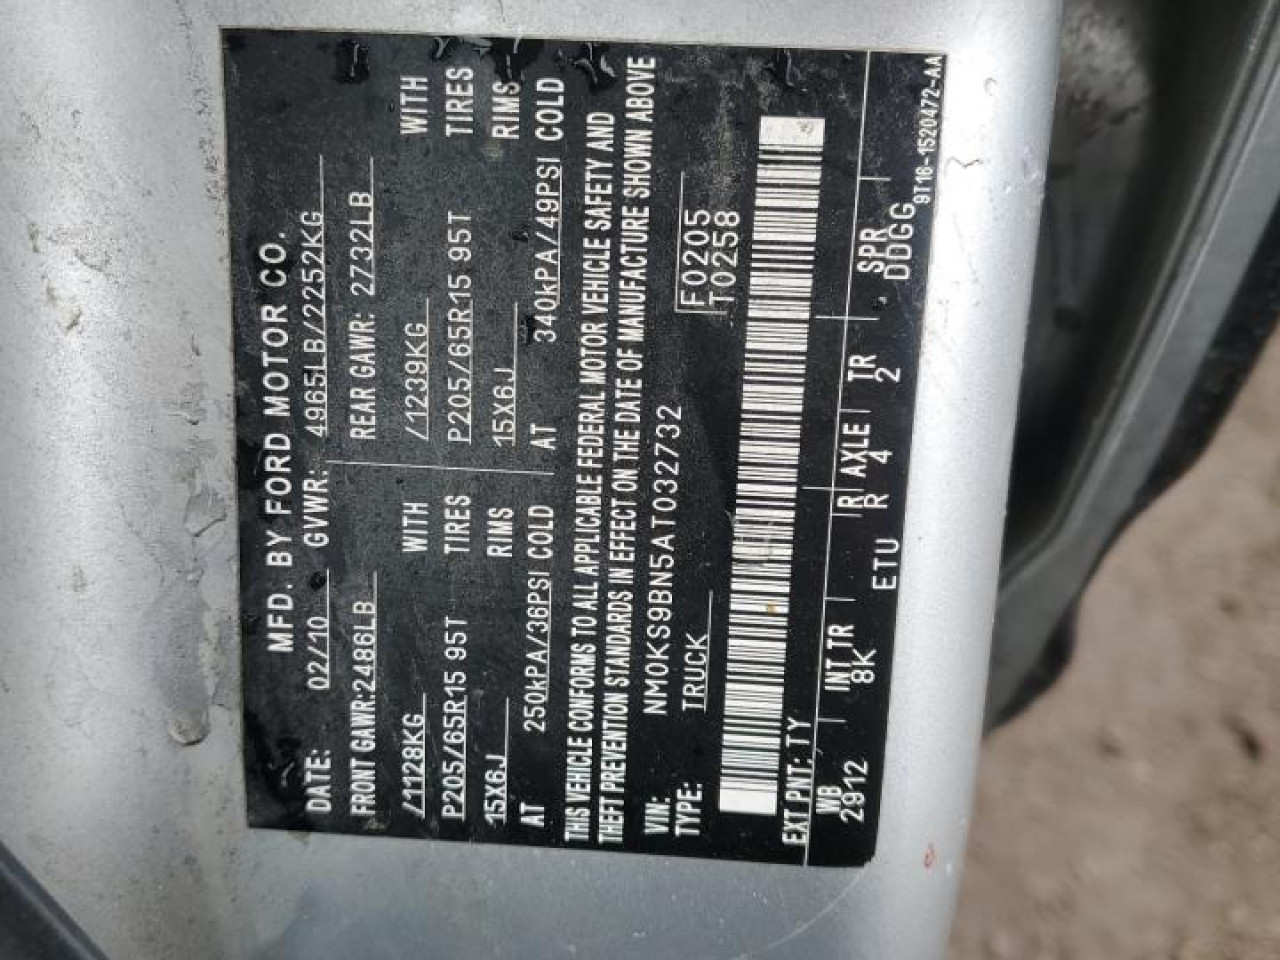 MFD. BY FORD MOTOR CO.
DATE: 02/10 GVWR: 4965LB/2252KG
FRONT GAWR:2486LB REAR GAWR: 2732LB
/1128KG WITH /1239KG WITH
P205/65R15 95T TIRES P205/65R15 95T TIRES
15X6.J RIMS 15X6.J RIMS
AT 250kPA/36PSI COLD AT 340kPA/49PSI COLD
THIS VEHICLE CONFORMS TO ALL APPLICABLE FEDERAL MOTOR VEHICLE SAFETY AND
THEFT PREVENTION STANDARDS IN EFFECT ON THE DATE OF MANUFACTURE SHOWN ABOVE
VIN: NM0KS9BN5AT032732 F0205
TYPE: TRUCK T0258
EXT PNT: TY
WB INT TR R AXLE TR SPR
2912 8K ETU R 4 2 DDGG
9T16-1520472-AA